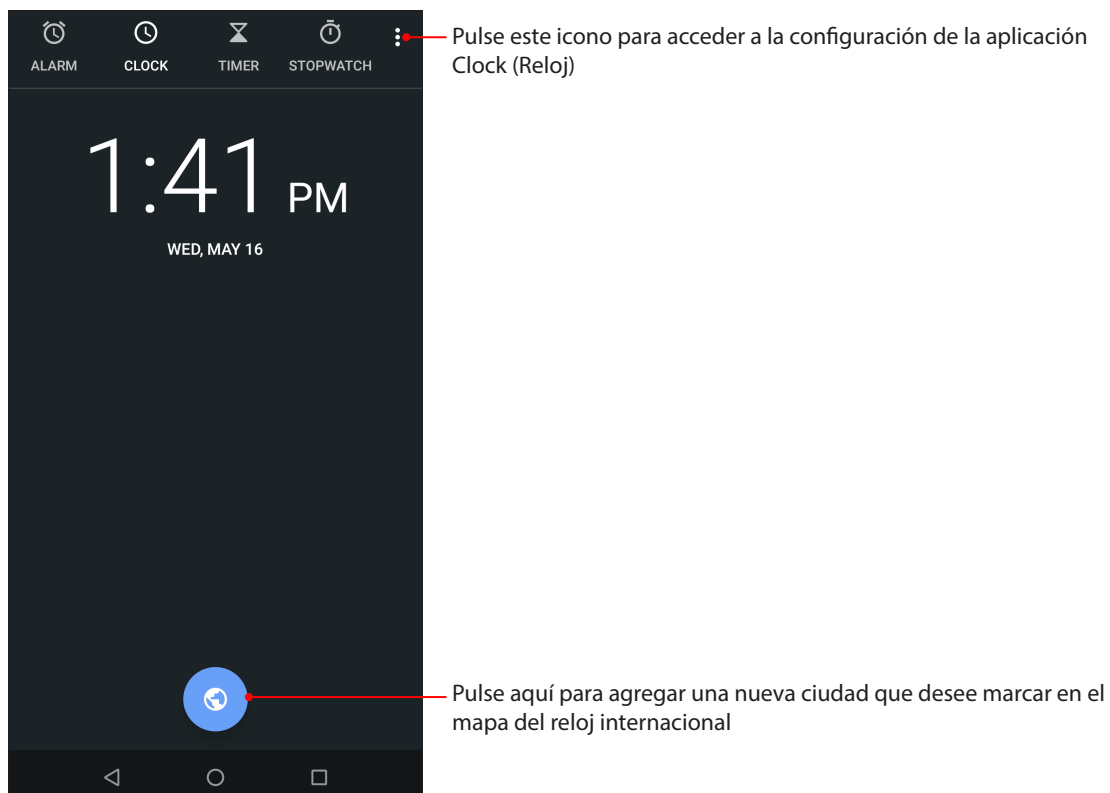 ALARM CLOCK TIMER STOPWATCH
Pulse este icono para acceder a la configuración de la aplicación
Clock (Reloj)
1:41 PM
WED, MAY 16
Pulse aquí para agregar una nueva ciudad que desee marcar en el
mapa del reloj internacional